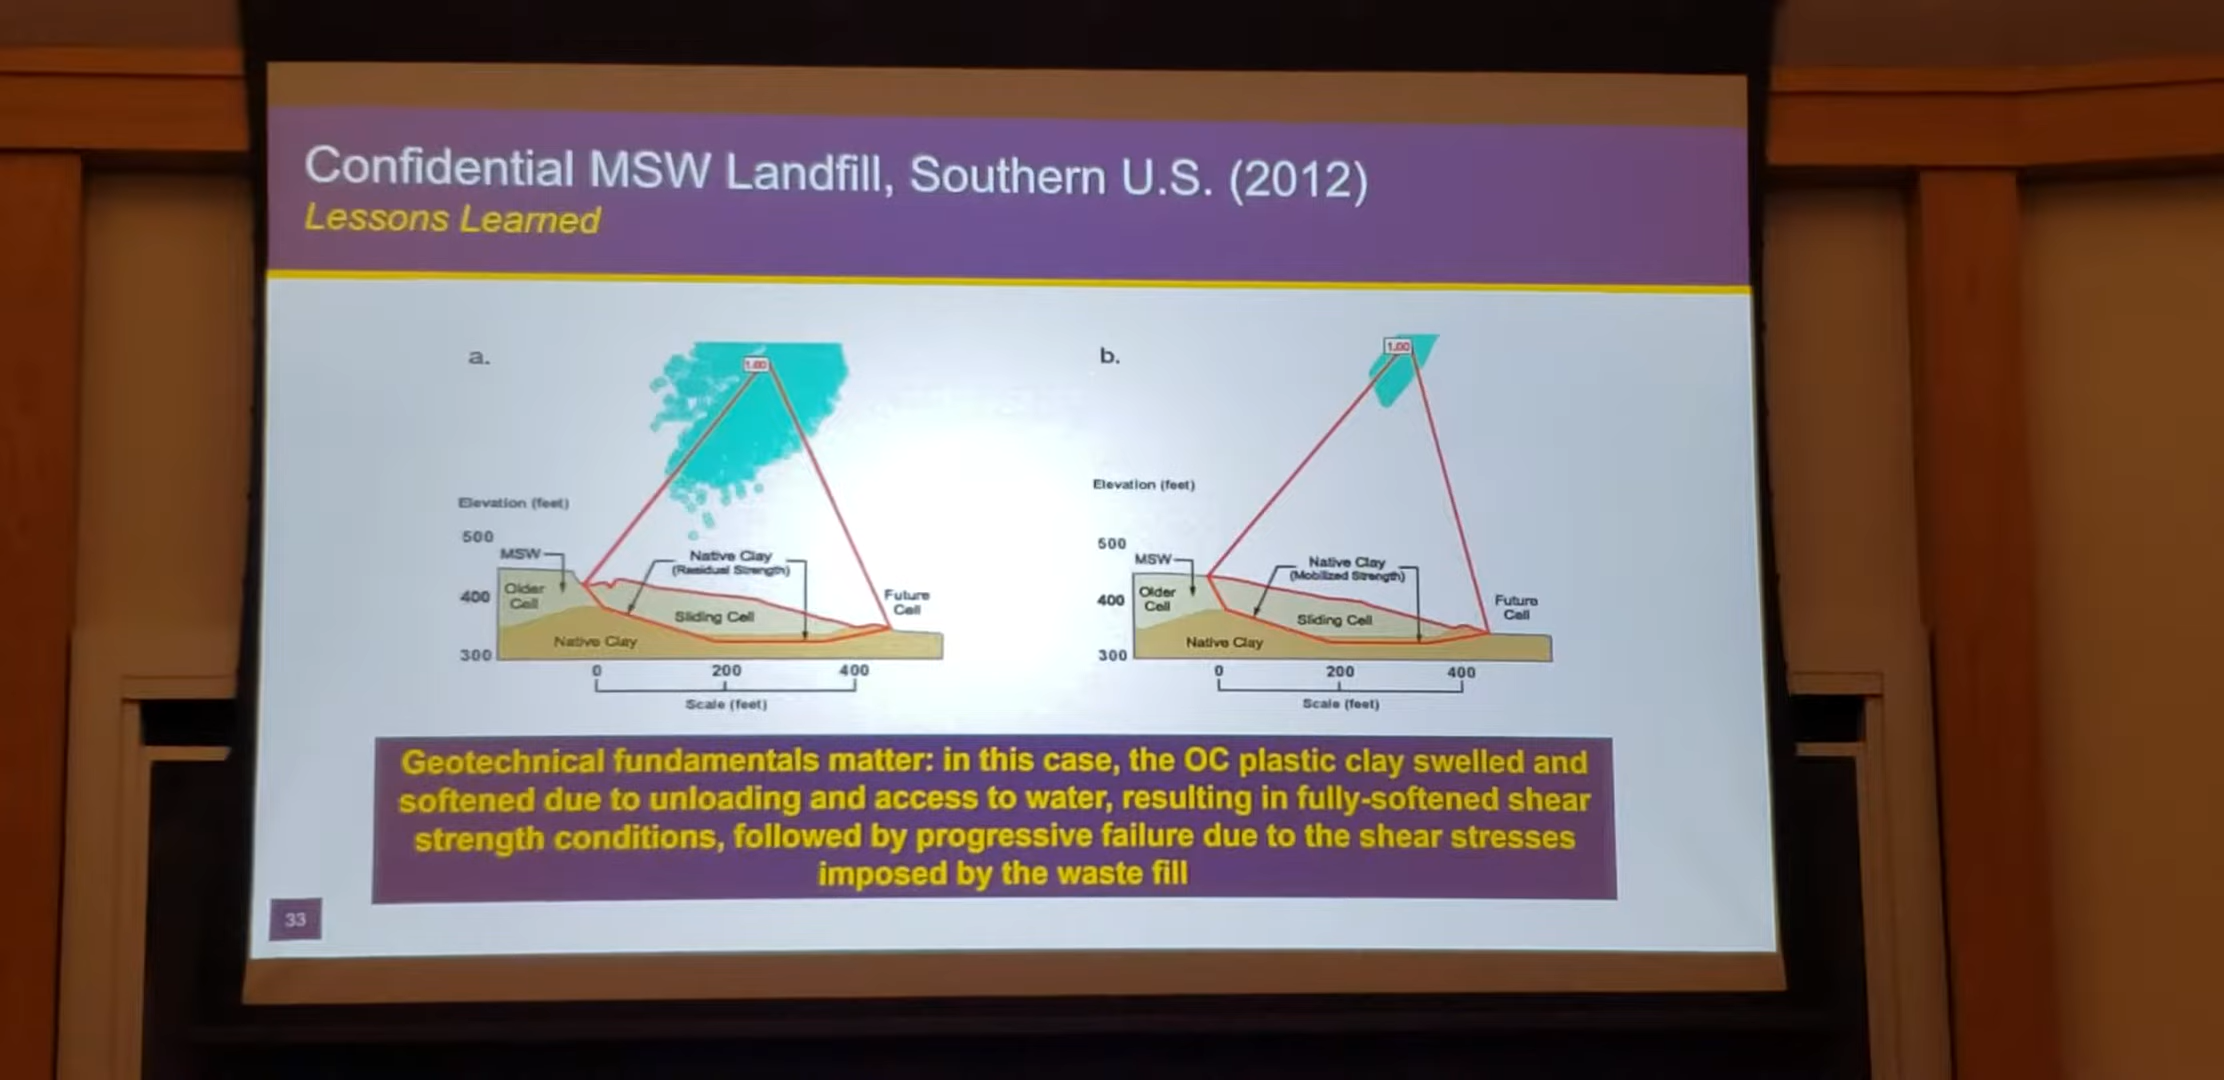 Confidential MSW Landfill, Southern U.S. (2012)
Lessons Learned
a.
1.00
Elevation (feet)
500
MSW
Native Clay
(Residual Strength)
400
Older
Cell
Future
Cell
Sliding Cell
Native Clay
300
0
200
400
Scale (feet)
b.
1.00
Elevation (feet)
500
MSW
Native Clay
(Mobilized Strength)
400
Older
Cell
Future
Cell
Sliding Cell
Native Clay
300
0
200
400
Scale (feet)
Geotechnical fundamentals matter: in this case, the OC plastic clay swelled and
softened due to unloading and access to water, resulting in fully-softened shear
strength conditions, followed by progressive failure due to the shear stresses
imposed by the waste fill
33